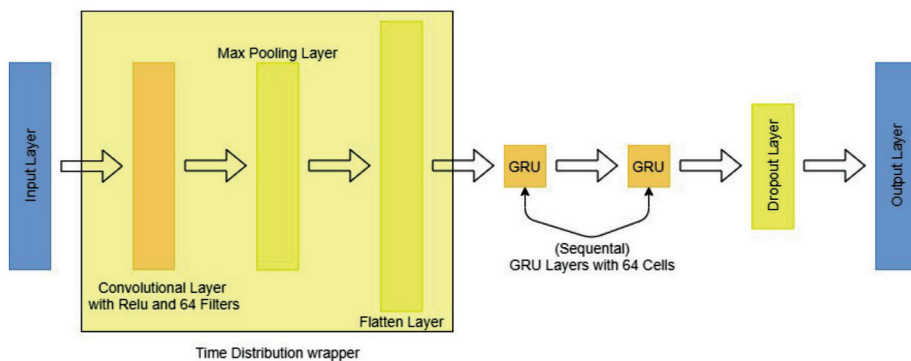 Input Layer
Convolutional Layer
with Relu and 64 Filters
Max Pooling Layer
Flatten Layer
Time Distribution wrapper
GRU
GRU
(Sequental)
GRU Layers with 64 Cells
Dropout Layer
Output Layer